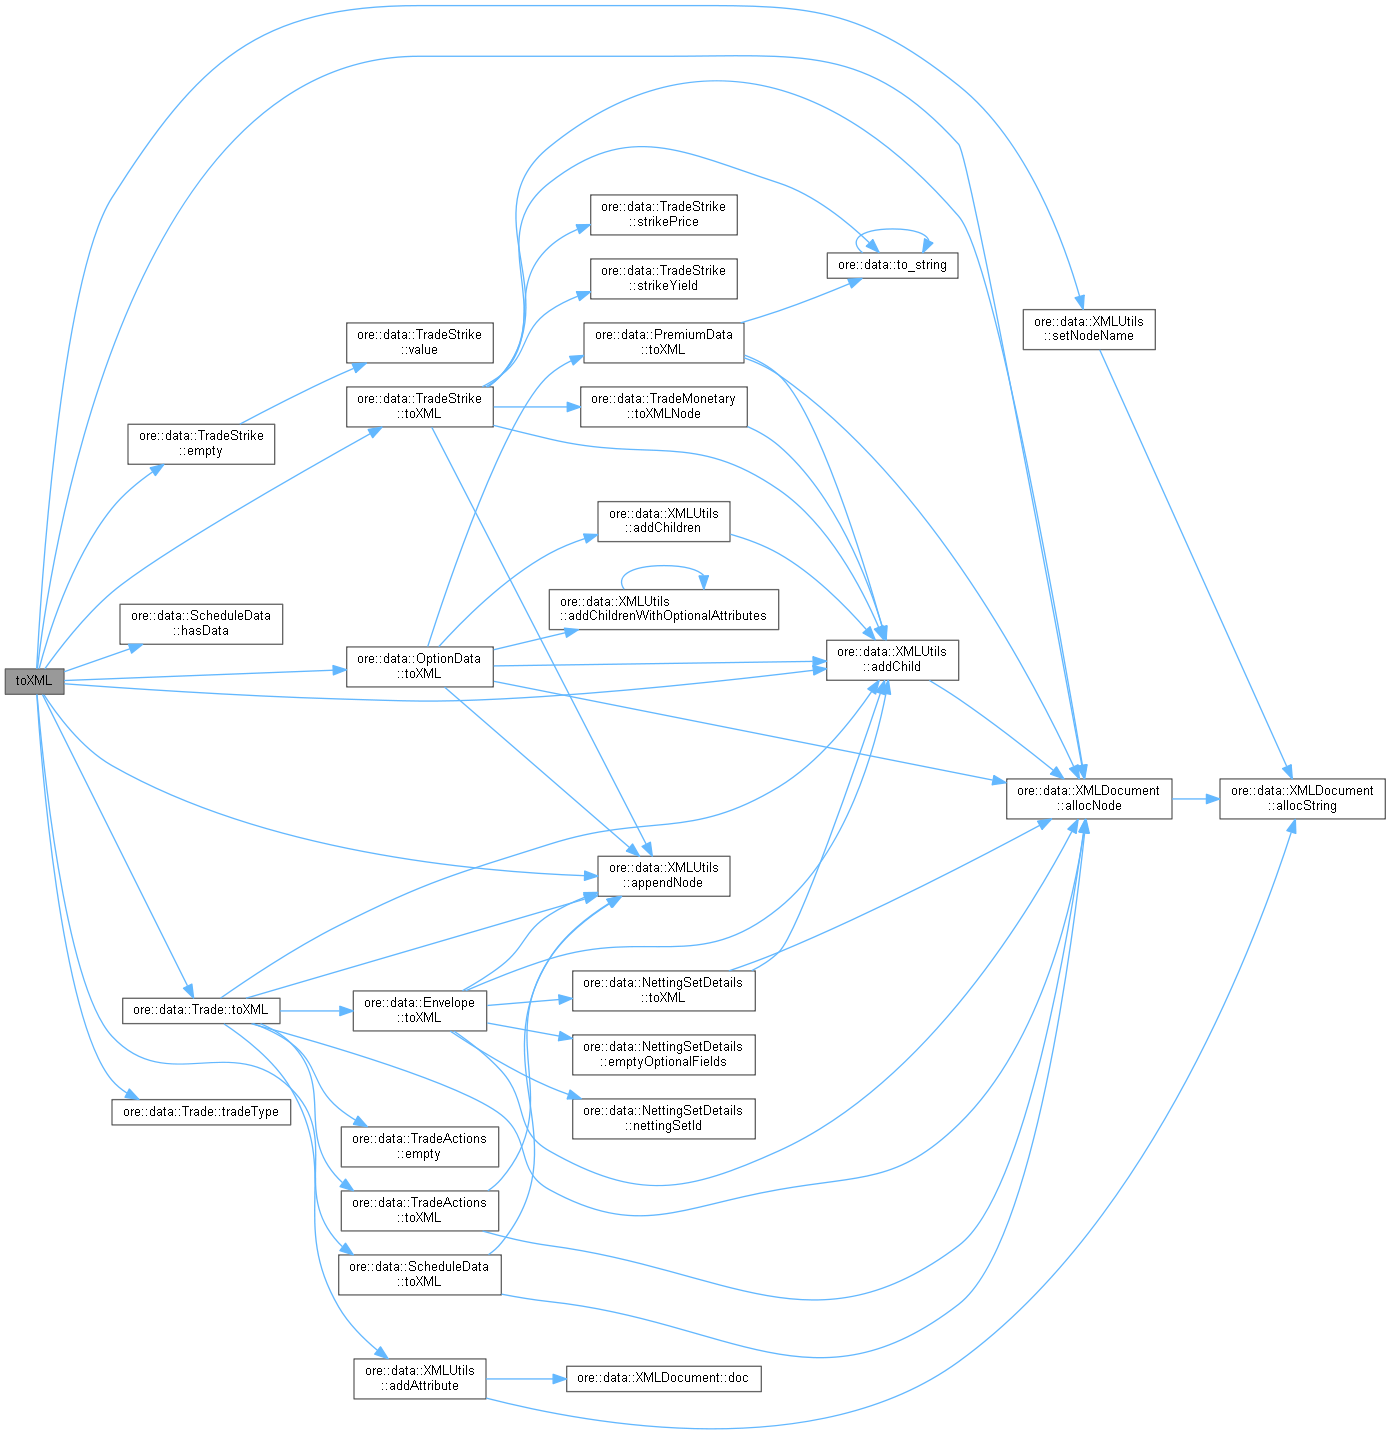 ore::data::TradeStrike
::strikePrice
ore::data::to_string
ore::data::TradeStrike
::strikeYield
ore::data::XMLUtils
::setNodeName
ore::data::TradeStrike
::value
ore::data::PremiumData
::toXML
ore::data::TradeStrike
::toXML
ore::data::TradeMonetary
::toXMLNode
ore::data::TradeStrike
::empty
ore::data::XMLUtils
::addChildren
ore::data::XMLUtils
::addChildrenWithOptionalAttributes
ore::data::ScheduleData
::hasData
ore::data::OptionData
::toXML
ore::data::XMLUtils
::addChild
toXML
ore::data::XMLDocument
::allocNode
ore::data::XMLDocument
::allocString
ore::data::XMLUtils
::appendNode
ore::data::Trade::toXML
ore::data::Envelope
::toXML
ore::data::NettingSetDetails
::toXML
ore::data::NettingSetDetails
::emptyOptionalFields
ore::data::Trade::tradeType
ore::data::NettingSetDetails
::nettingSetId
ore::data::TradeActions
::empty
ore::data::TradeActions
::toXML
ore::data::ScheduleData
::toXML
ore::data::XMLUtils
::addAttribute
ore::data::XMLDocument::doc